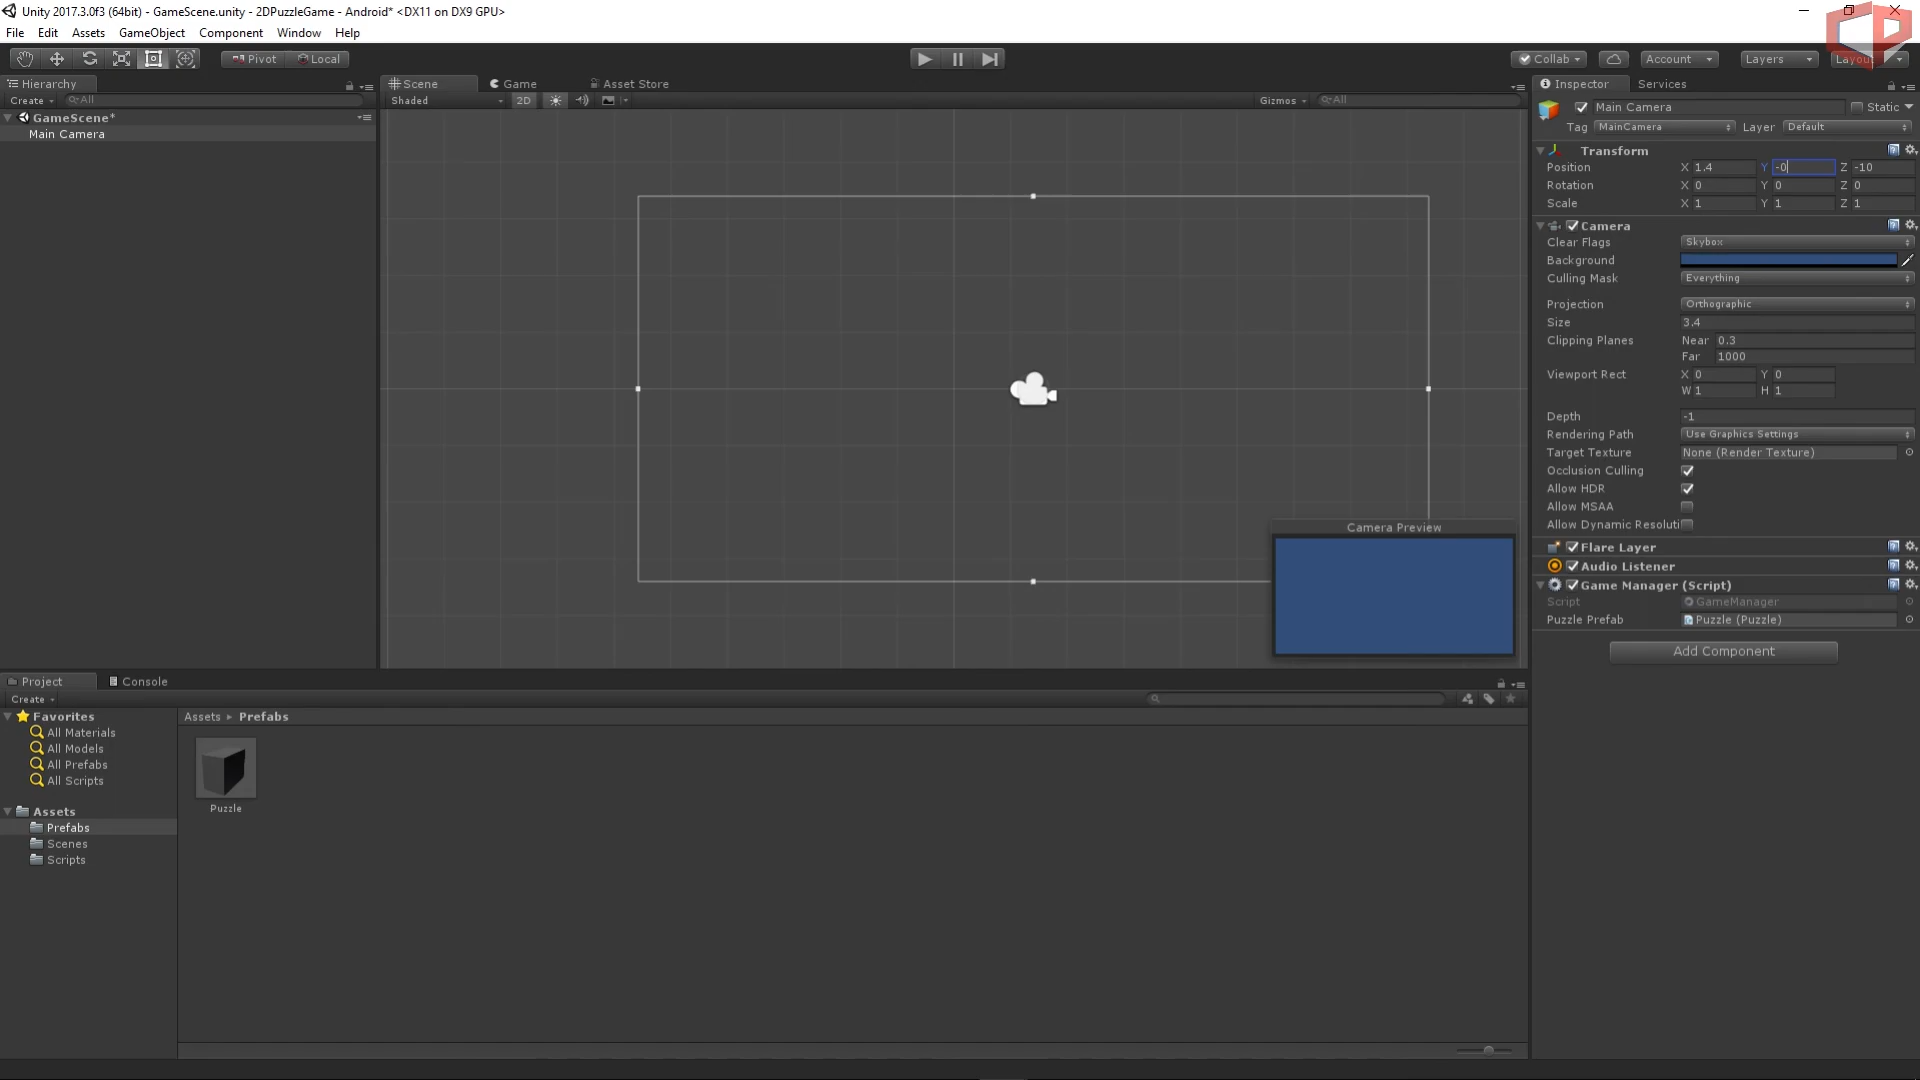 Unity 2017.3.0f3 (64bit) - GameScene.unity - 2DPuzzleGame - Android* <DX11 on DX9 GPU>
File Edit Assets GameObject Component Window Help
Pivot Local Collab Account Layers Layout
Hierarchy
Create All
GameScene*
Main Camera
Scene Game Asset Store
Shaded 2D Gizmos All
Camera Preview
Inspector Services
Main Camera Static
Tag MainCamera Layer Default
Transform
Position X 1.4 Y -0 Z -10
Rotation X 0 Y 0 Z 0
Scale X 1 Y 1 Z 1
Camera
Clear Flags Skybox
Background
Culling Mask Everything
Projection Orthographic
Size 3.4
Clipping Planes Near 0.3
Far 1000
Viewport Rect X 0 Y 0
W 1 H 1
Depth -1
Rendering Path Use Graphics Settings
Target Texture None (Render Texture)
Occlusion Culling
Allow HDR
Allow MSAA
Allow Dynamic Resoluti
Flare Layer
Audio Listener
Game Manager (Script)
Script GameManager
Puzzle Prefab Puzzle (Puzzle)
Add Component
Project Console
Create
Favorites
All Materials
All Models
All Prefabs
All Scripts
Assets
Prefabs
Scenes
Scripts
Assets ▸ Prefabs
Puzzle